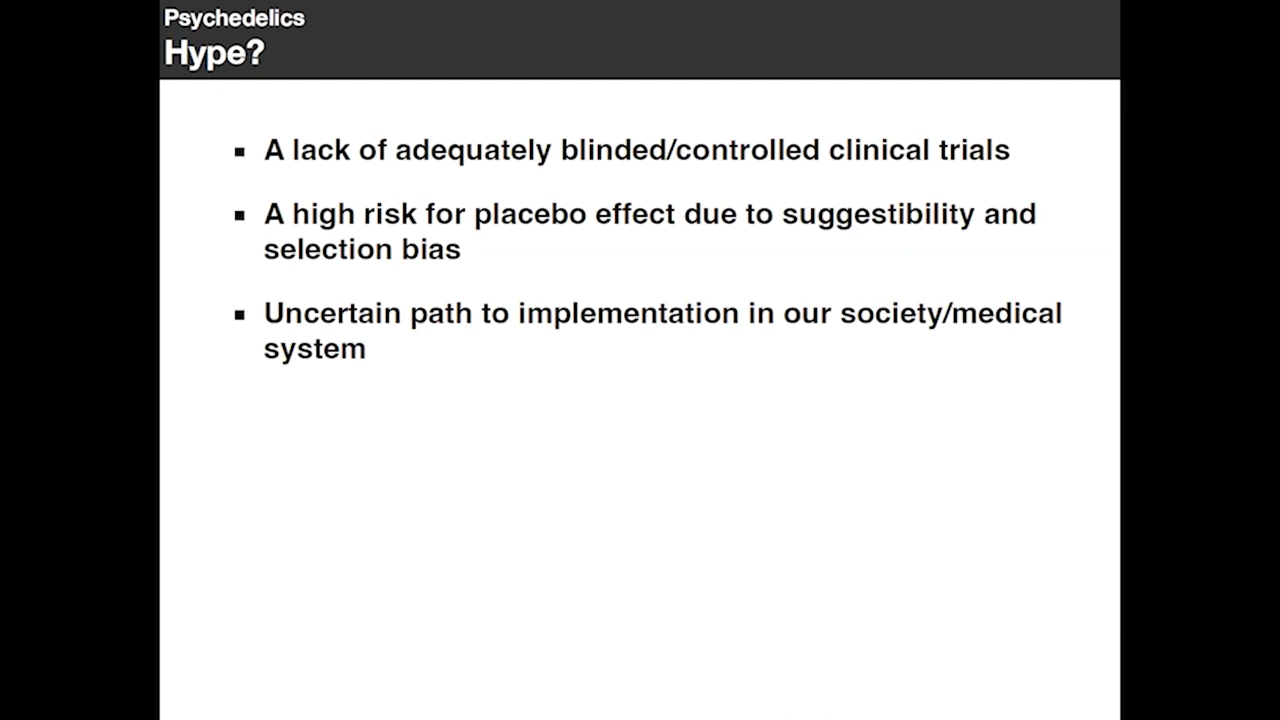 Psychedelics
Hype?
▪ A lack of adequately blinded/controlled clinical trials
▪ A high risk for placebo effect due to suggestibility and
selection bias
▪ Uncertain path to implementation in our society/medical
system